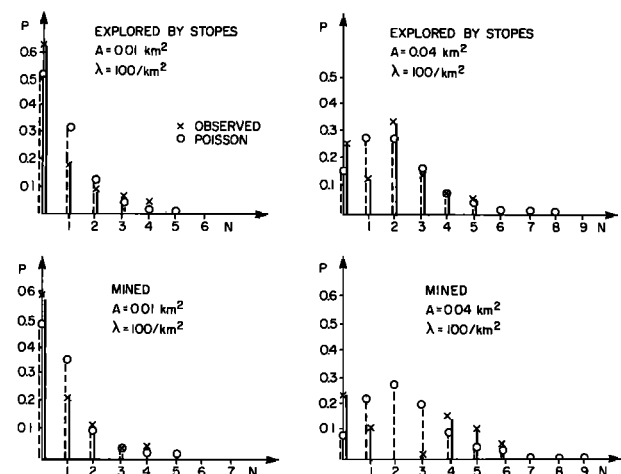 P
EXPLORED BY STOPES
A = 0.01 km²
λ = 100/km²
× OBSERVED
○ POISSON
0.6
0.5
0.4
0.3
0.2
0.1
1 2 3 4 5 6 N
P
EXPLORED BY STOPES
A = 0.04 km²
λ = 100/km²
0.6
0.5
0.4
0.3
0.2
0.1
1 2 3 4 5 6 7 8 9 N
P
MINED
A = 0.01 km²
λ = 100/km²
0.6
0.5
0.4
0.3
0.2
0.1
1 2 3 4 5 6 7 N
P
MINED
A = 0.04 km²
λ = 100/km²
0.6
0.5
0.4
0.3
0.2
0.1
1 2 3 4 5 6 7 8 9 N